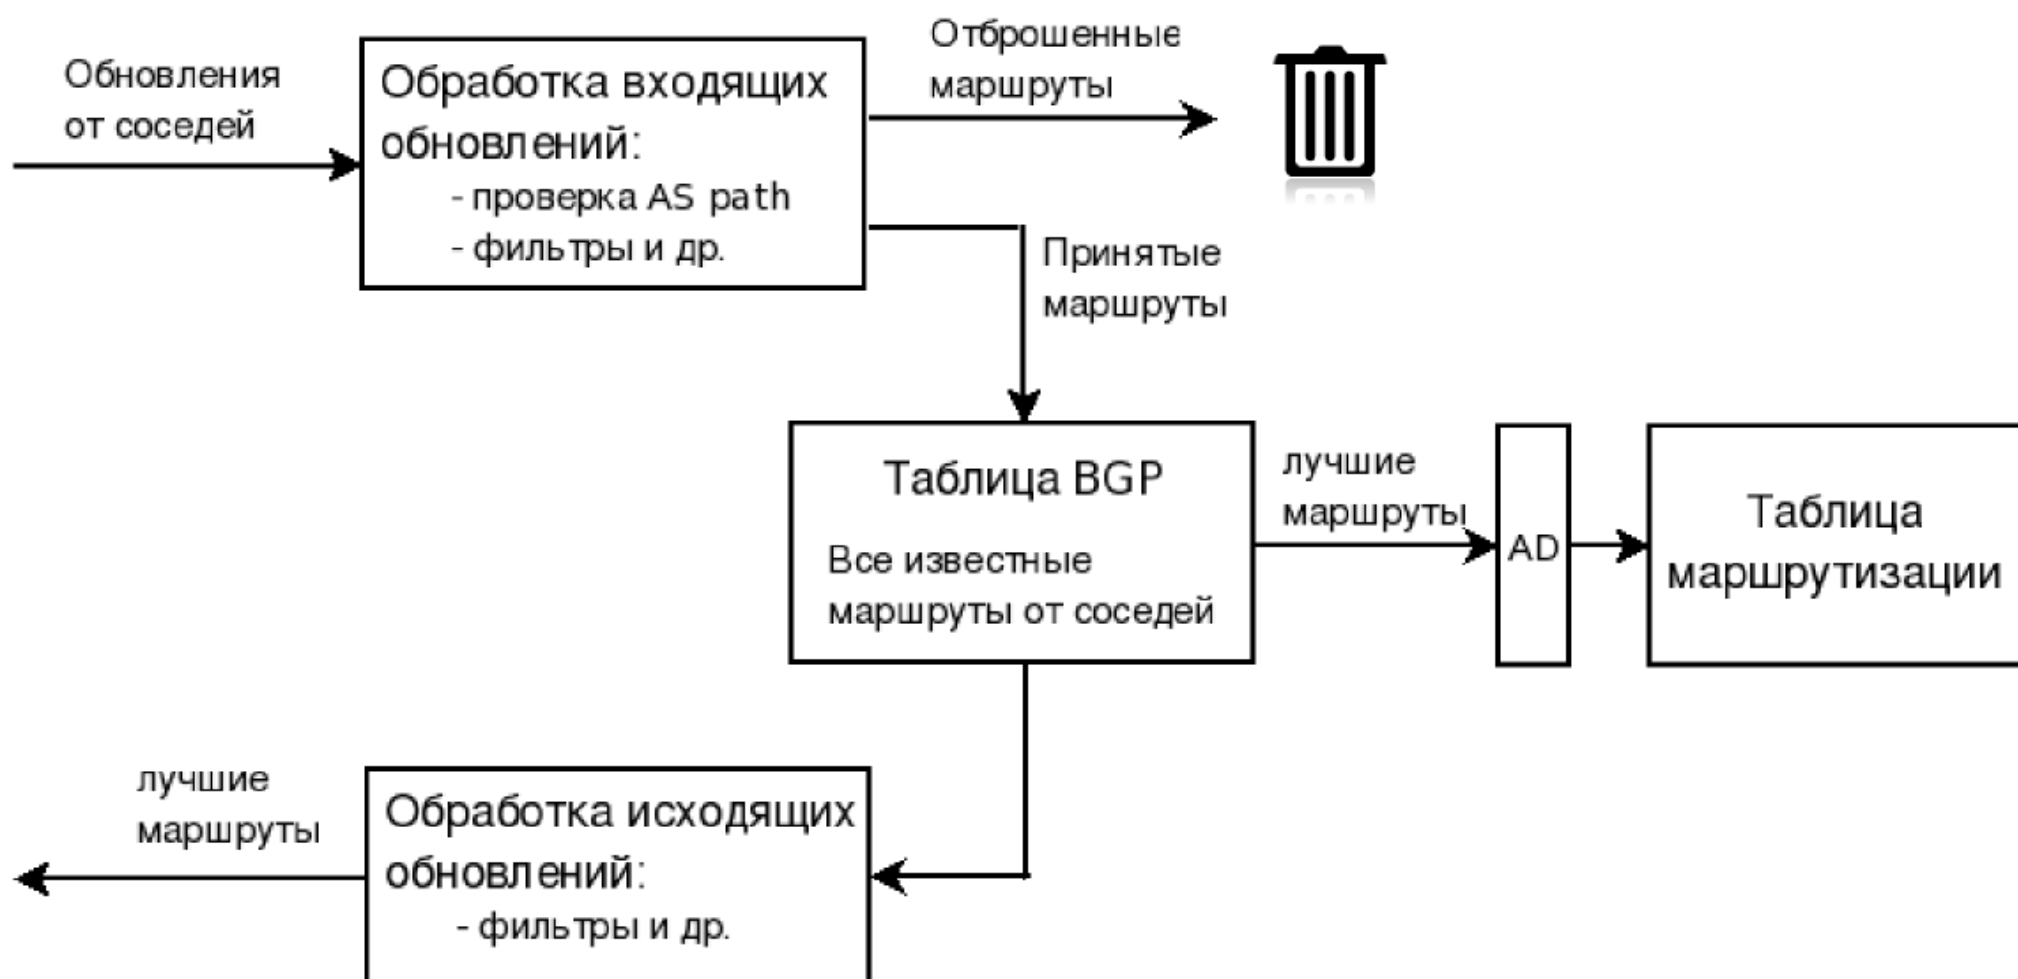 Обновления
от соседей
Обработка входящих
обновлений:
- проверка AS path
- фильтры и др.
Отброшенные
маршруты
Принятые
маршруты
Таблица BGP
Все известные
маршруты от соседей
лучшие
маршруты
AD
Таблица
маршрутизации
лучшие
маршруты
Обработка исходящих
обновлений:
- фильтры и др.